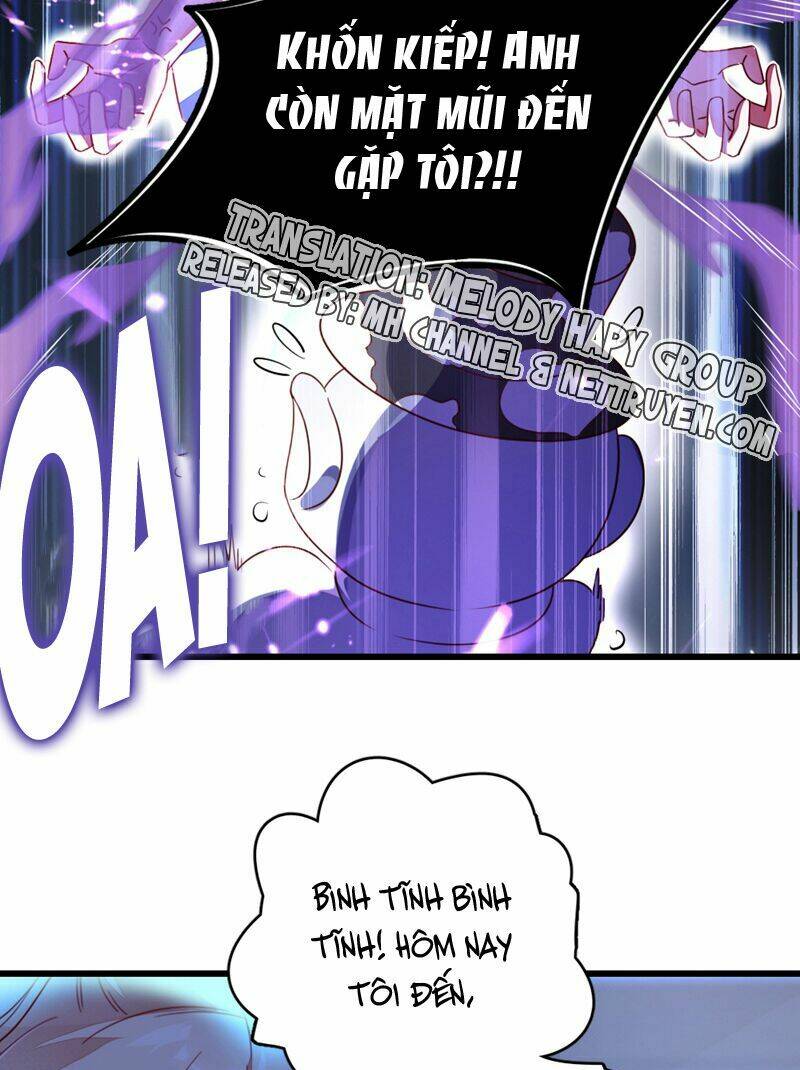 KHỐN KIẾP! ANH
CÒN MẶT MŨI ĐẾN
GẶP TÔI?!!
TRANSLATION: MELODY HAPY GROUP
RELEASED BY: MH CHANNEL & NETTRUYEN.COM
OA!
BÌNH TĨNH BÌNH
TĨNH! HÔM NAY
TÔI ĐẾN,